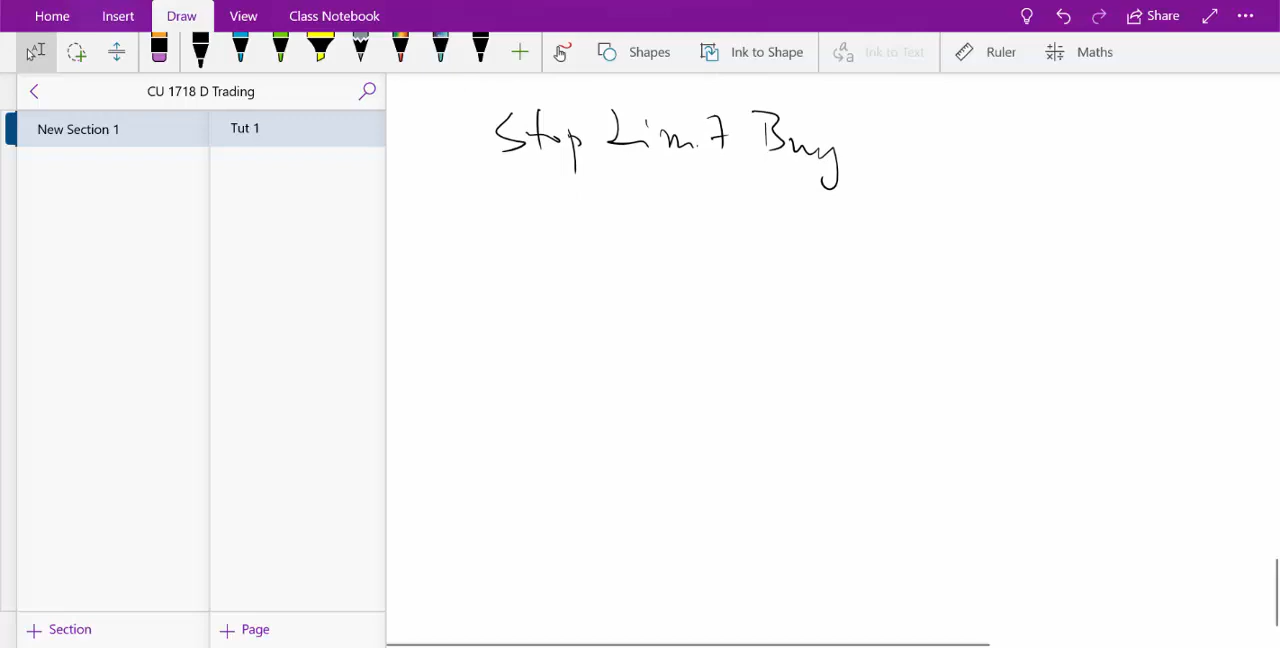 Home Insert Draw View Class Notebook Share
Shapes Ink to Shape Ink to Text Ruler Maths
CU 1718 D Trading
New Section 1 Tut 1
Stop Limit Buy
+ Section + Page